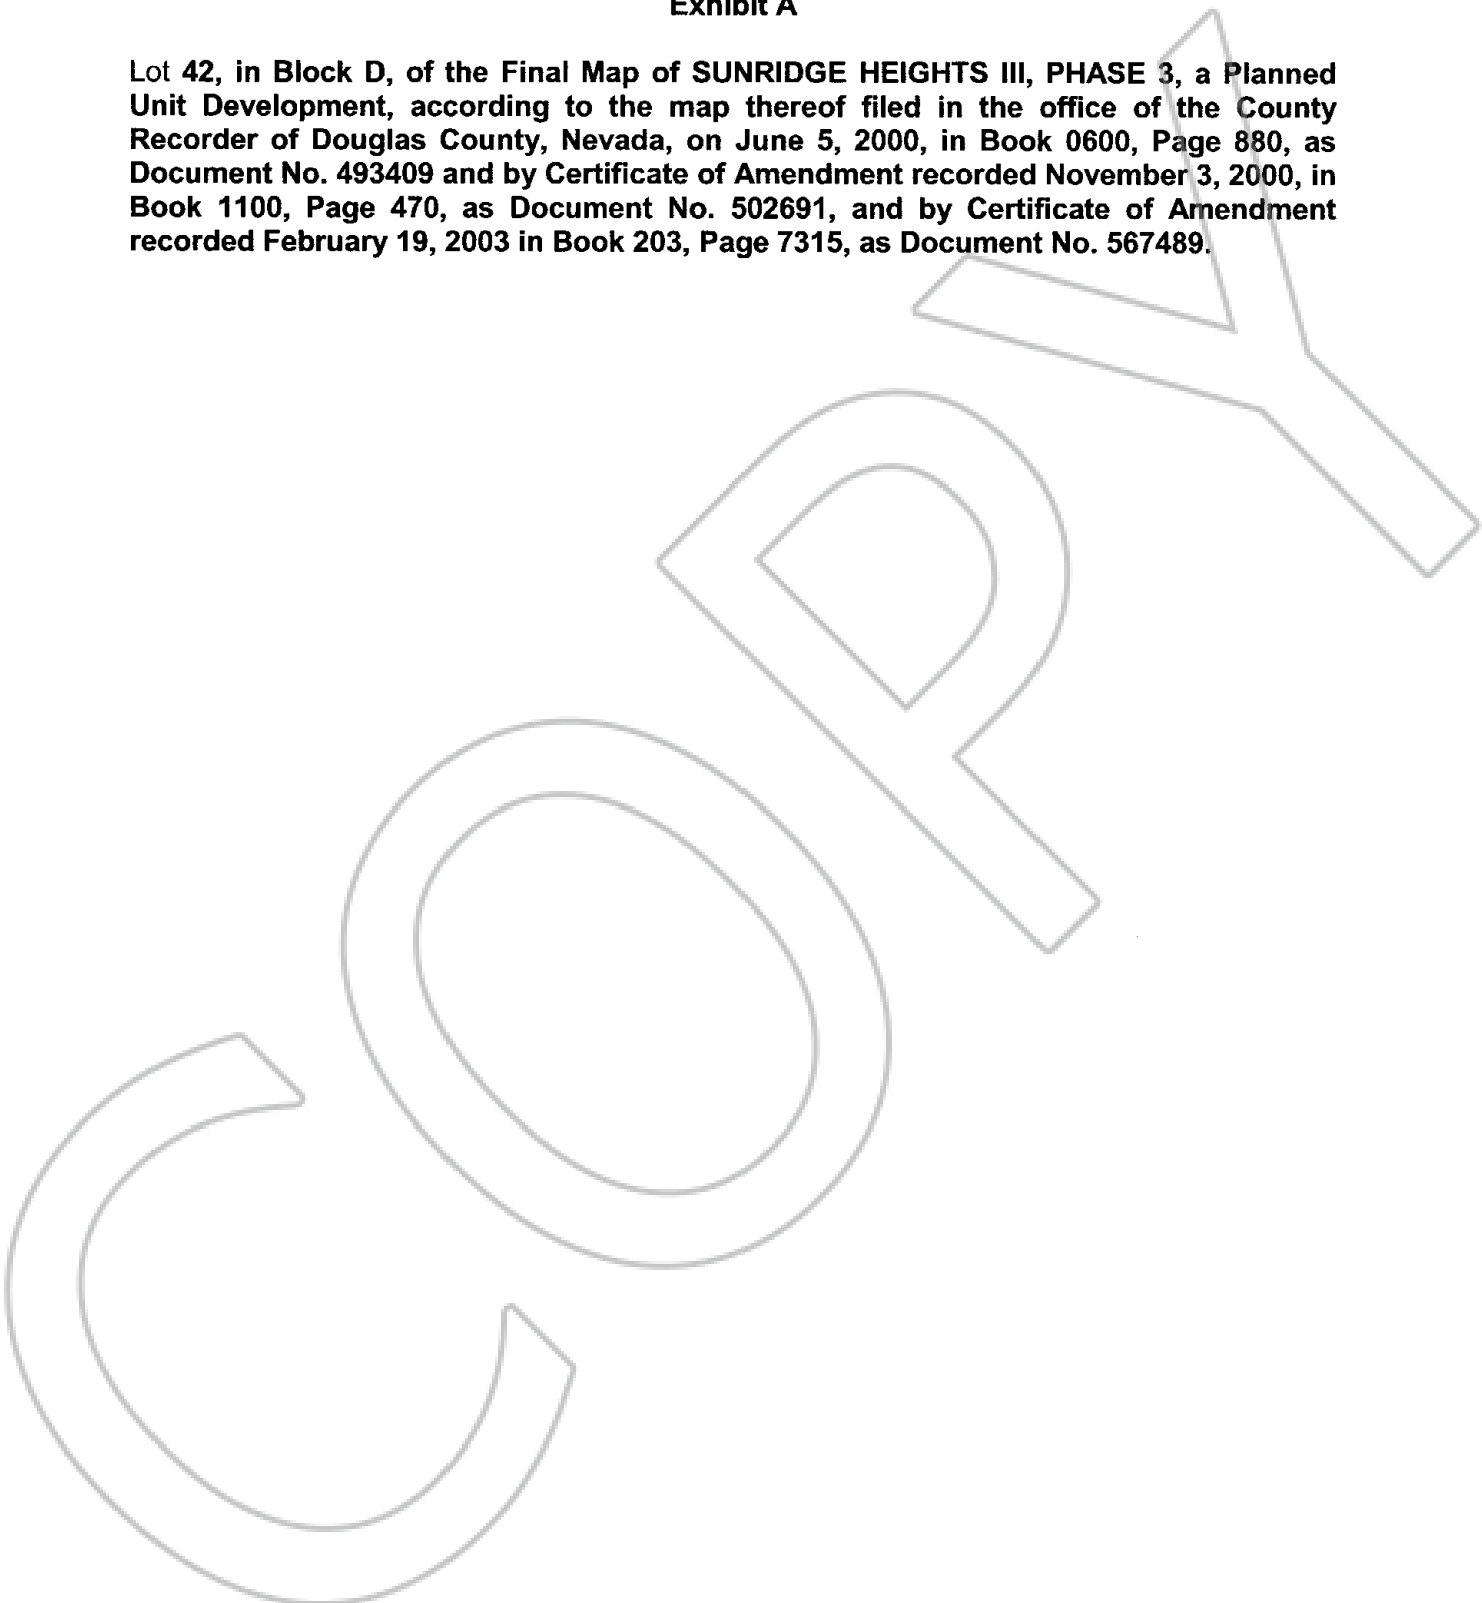 Exhibit A
Lot 42, in Block D, of the Final Map of SUNRIDGE HEIGHTS III, PHASE 3, a Planned
Unit Development, according to the map thereof filed in the office of the County
Recorder of Douglas County, Nevada, on June 5, 2000, in Book 0600, Page 880, as
Document No. 493409 and by Certificate of Amendment recorded November 3, 2000, in
Book 1100, Page 470, as Document No. 502691, and by Certificate of Amendment
recorded February 19, 2003 in Book 203, Page 7315, as Document No. 567489.
COPY